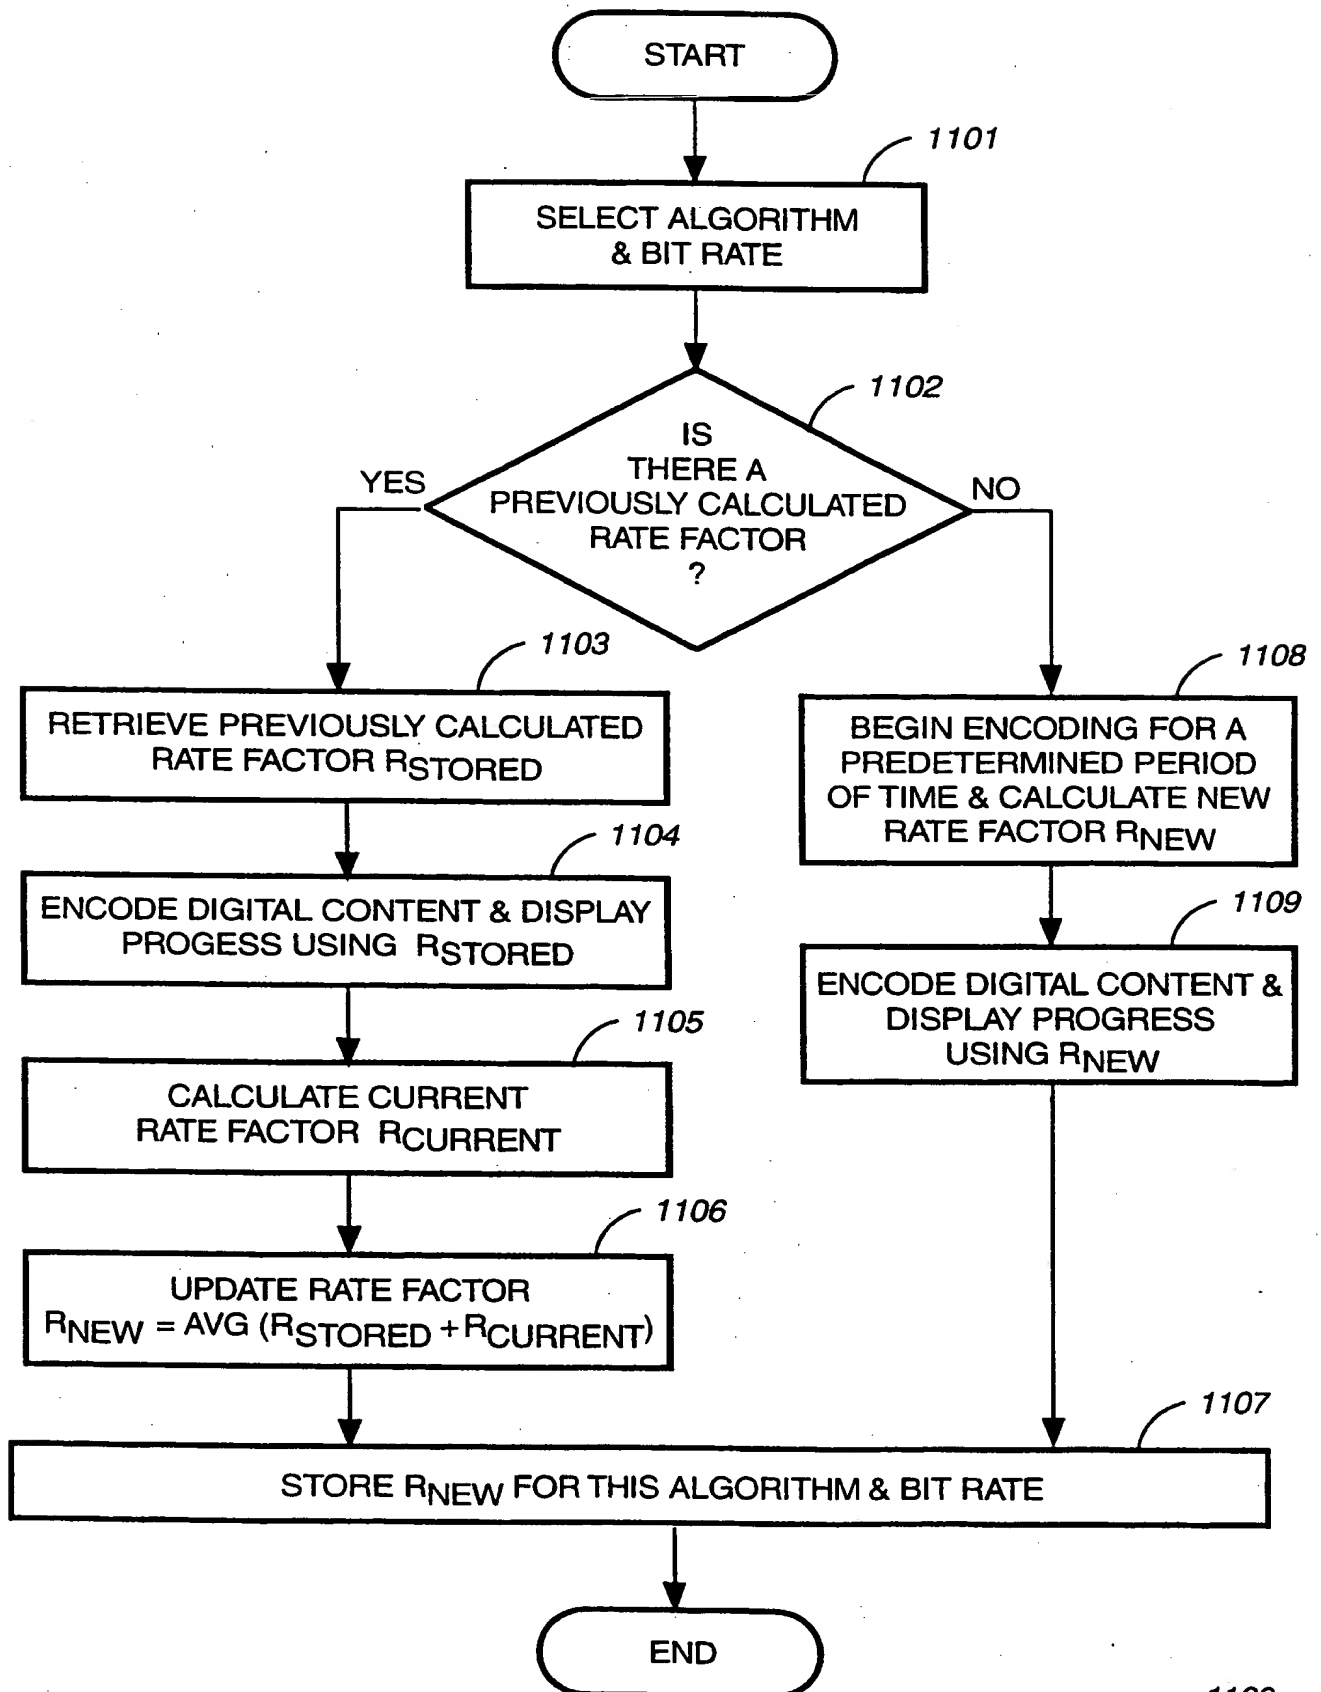 START
1101
SELECT ALGORITHM
& BIT RATE
1102
IS
THERE A
PREVIOUSLY CALCULATED
RATE FACTOR
?
YES
NO
1103
RETRIEVE PREVIOUSLY CALCULATED
RATE FACTOR RSTORED
1104
ENCODE DIGITAL CONTENT & DISPLAY
PROGESS USING RSTORED
1105
CALCULATE CURRENT
RATE FACTOR RCURRENT
1106
UPDATE RATE FACTOR
RNEW = AVG (RSTORED + RCURRENT)
1108
BEGIN ENCODING FOR A
PREDETERMINED PERIOD
OF TIME & CALCULATE NEW
RATE FACTOR RNEW
1109
ENCODE DIGITAL CONTENT &
DISPLAY PROGRESS
USING RNEW
1107
STORE RNEW FOR THIS ALGORITHM & BIT RATE
END